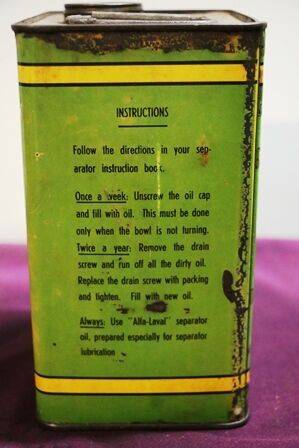 INSTRUCTIONS
Follow the directions in your sep-
arator instruction book.
Once a week: Unscrew the oil cap
and fill with oil. This must be done
only when the bowl is not turning.
Twice a year: Remove the drain
screw and run off all the dirty oil.
Replace the drain screw with packing
and tighten. Fill with new oil.
Always: Use "Alfa-Laval" separator
oil, prepared especially for separator
lubrication